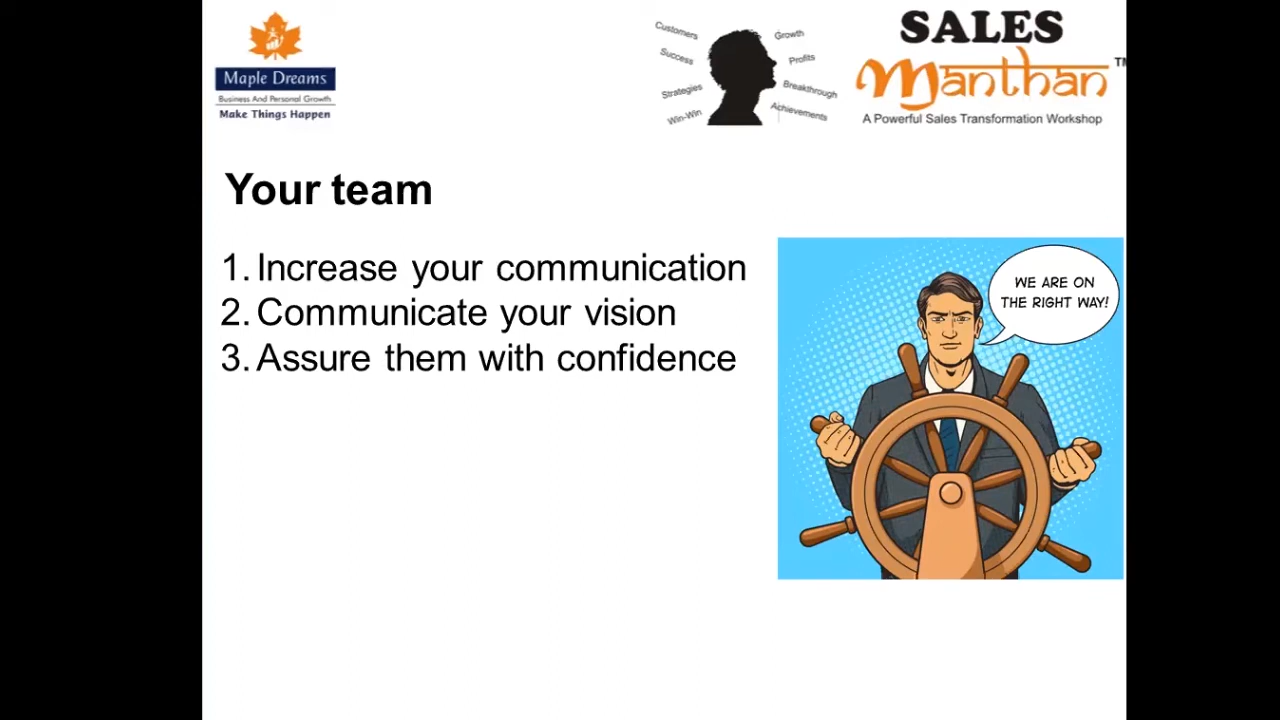 Maple Dreams
Business And Personal Growth
Make Things Happen
Customers
Success
Strategies
Win-Win
Growth
Profits
Breakthrough
Achievements
SALES
Manthan TM
A Powerful Sales Transformation Workshop
Your team
1. Increase your communication
2. Communicate your vision
3. Assure them with confidence
WE ARE ON
THE RIGHT WAY!